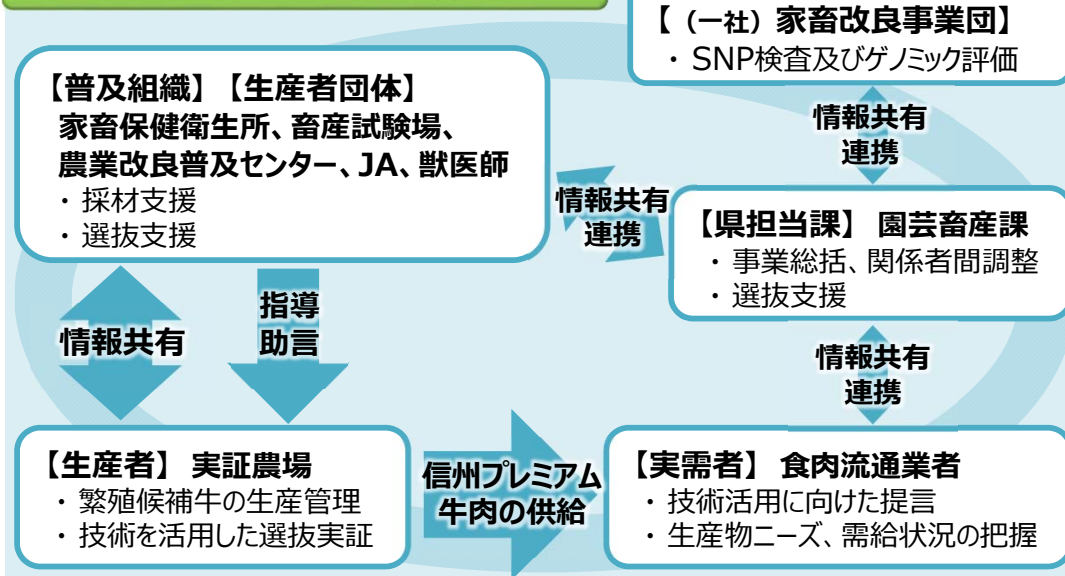 【（一社）家畜改良事業団】
・SNP検査及びゲノミック評価
【普及組織】【生産者団体】
家畜保健衛生所、畜産試験場、
農業改良普及センター、JA、獣医師
・採材支援
・選抜支援
情報共有
連携
情報共有
連携
【県担当課】 園芸畜産課
・事業総括、関係者間調整
・選抜支援
情報共有
指導
助言
情報共有
連携
【生産者】 実証農場
・繁殖候補牛の生産管理
・技術を活用した選抜実証
信州プレミアム
牛肉の供給
【実需者】 食肉流通業者
・技術活用に向けた提言
・生産物ニーズ、需給状況の把握